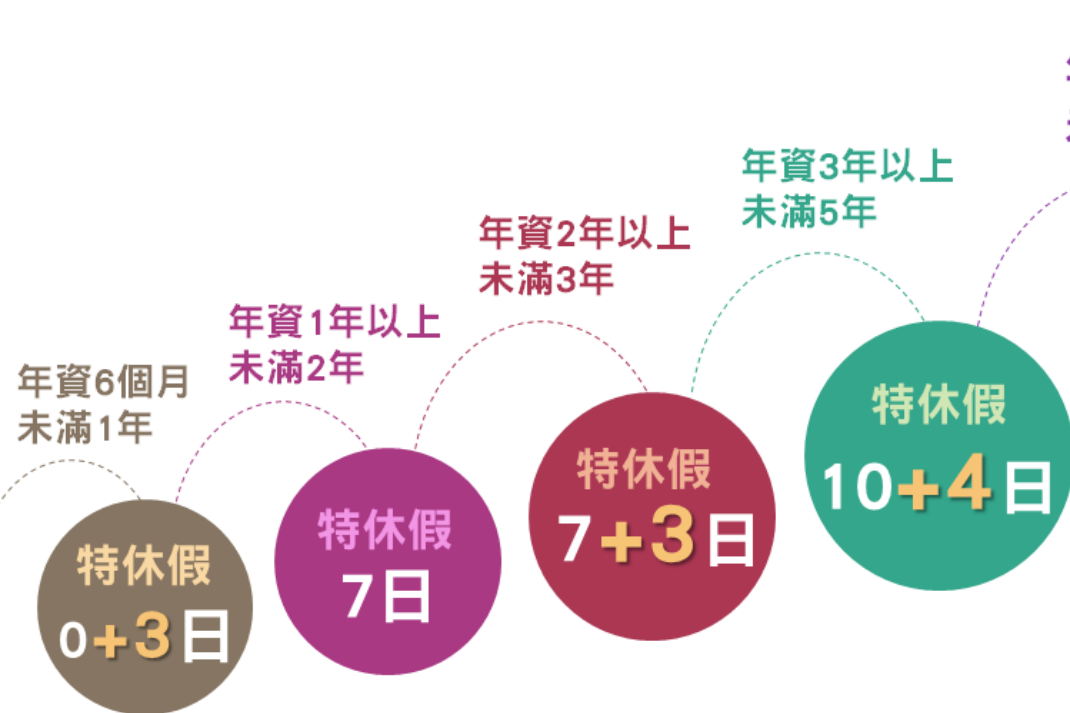 年資6個月
未滿1年
特休假
0+3日
年資1年以上
未滿2年
特休假
7日
年資2年以上
未滿3年
特休假
7+3日
年資3年以上
未滿5年
特休假
10+4日